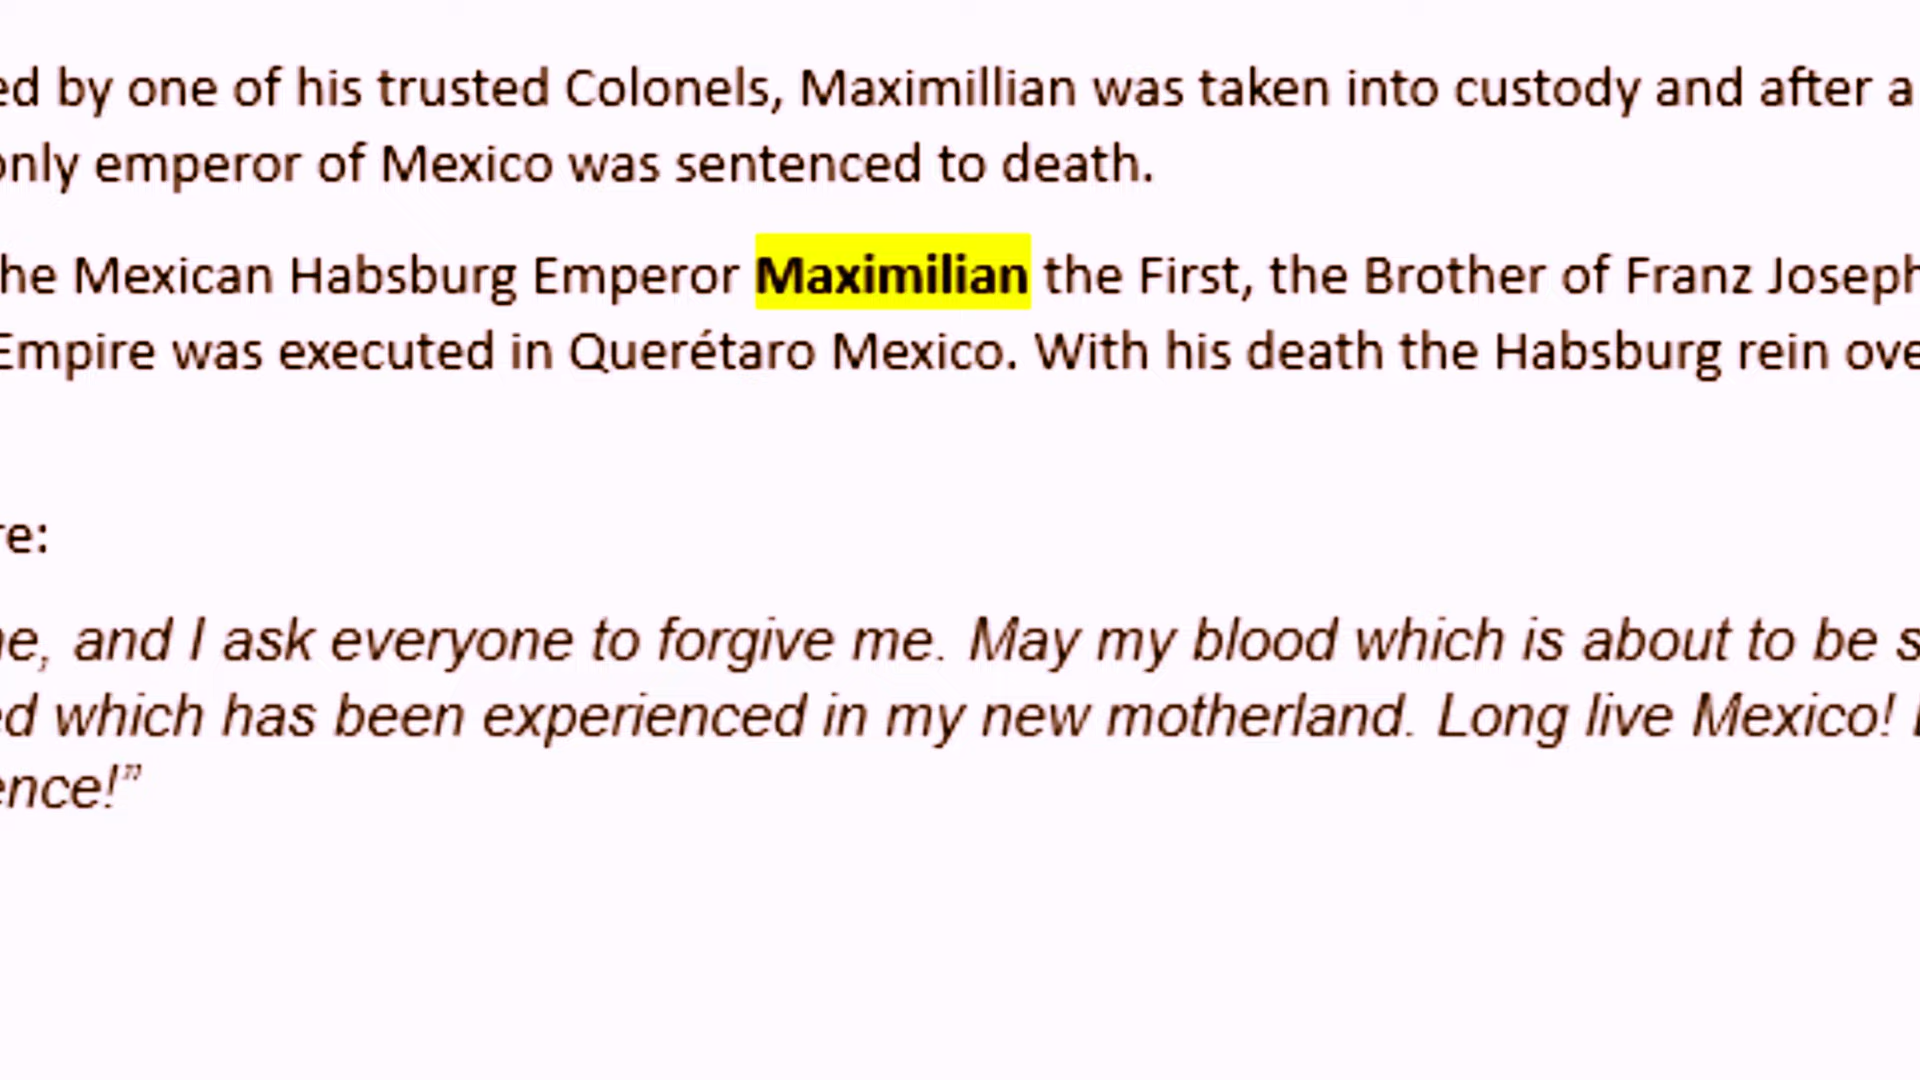 ed by one of his trusted Colonels, Maximillian was taken into custody and after a
only emperor of Mexico was sentenced to death.
he Mexican Habsburg Emperor Maximilian the First, the Brother of Franz Joseph
Empire was executed in Querétaro Mexico. With his death the Habsburg rein ove
re:
e, and I ask everyone to forgive me. May my blood which is about to be s
ed which has been experienced in my new motherland. Long live Mexico!
ence!”